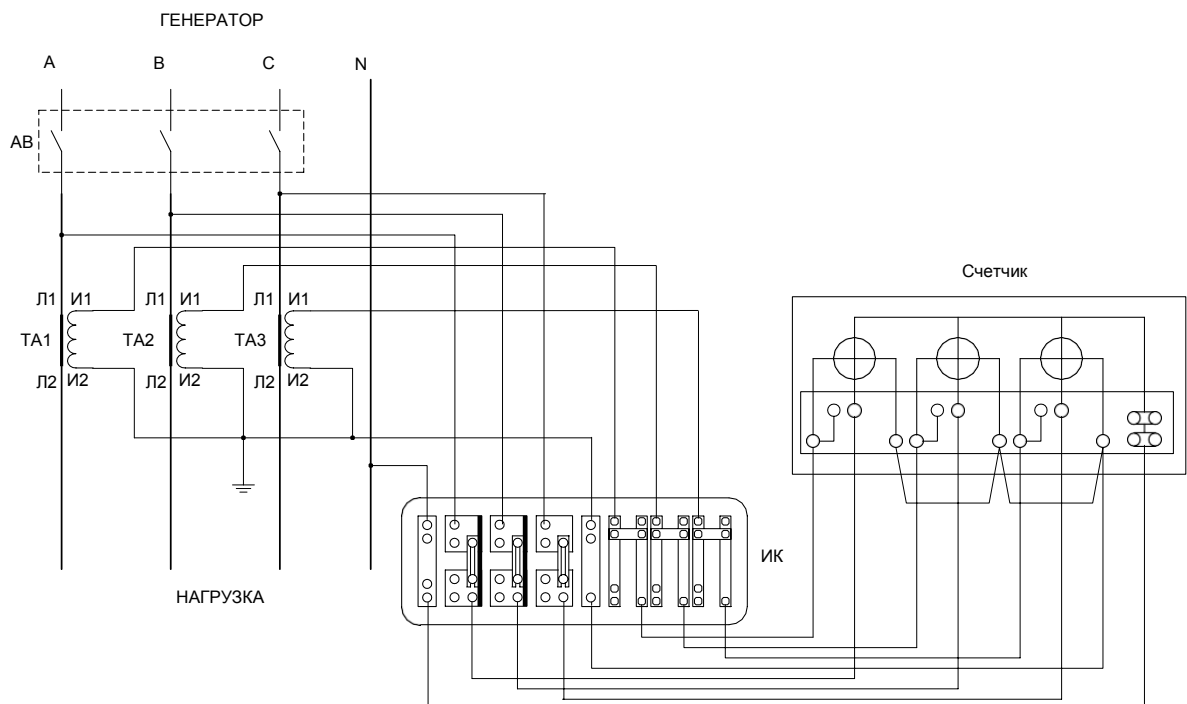 ГЕНЕРАТОР
A B C N
АВ
Л1 И1 Л1 И1 Л1 И1
ТА1 ТА2 ТА3
Л2 И2 Л2 И2 Л2 И2
Счетчик
ИК
НАГРУЗКА